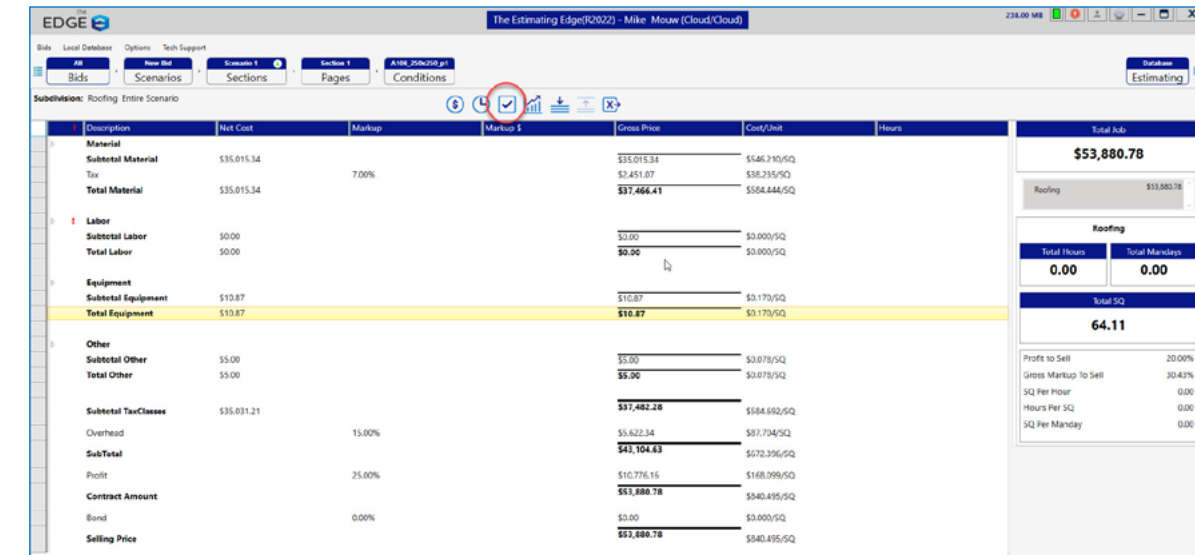 the
EDGE
The Estimating Edge(R2022) - Mike Mouw (Cloud/Cloud)
238.00 MB
Bids Local Database Options Tech Support
All
Bids
New Bid
Scenarios
Scenario 1
Sections
Section 1
Pages
A106_250x250_p1
Conditions
Database
Estimating
Subdivision: Roofing Entire Scenario
! Description Net Cost Markup Markup $ Gross Price Cost/Unit Hours
Material
Subtotal Material $35,015.34 $35,015.34 $546.210/SQ
Tax 7.00% $2,451.07 $38.235/SQ
Total Material $35,015.34 $37,466.41 $584.444/SQ
! Labor
Subtotal Labor $0.00 $0.00 $0.000/SQ
Total Labor $0.00 $0.00 $0.000/SQ
Equipment
Subtotal Equipment $10.87 $10.87 $0.170/SQ
Total Equipment $10.87 $10.87 $0.170/SQ
Other
Subtotal Other $5.00 $5.00 $0.078/SQ
Total Other $5.00 $5.00 $0.078/SQ
Subtotal TaxClasses $35,031.21 $37,482.28 $584.692/SQ
Overhead 15.00% $5,622.34 $87.704/SQ
SubTotal $43,104.63 $672.396/SQ
Profit 25.00% $10,776.16 $168.099/SQ
Contract Amount $53,880.78 $840.495/SQ
Bond 0.00% $0.00 $0.000/SQ
Selling Price $53,880.78 $840.495/SQ
Total Job
$53,880.78
Roofing $53,880.78
Roofing
Total Hours Total Mandays
0.00 0.00
Total SQ
64.11
Profit to Sell 20.00%
Gross Markup To Sell 30.43%
SQ Per Hour 0.00
Hours Per SQ 0.00
SQ Per Manday 0.00